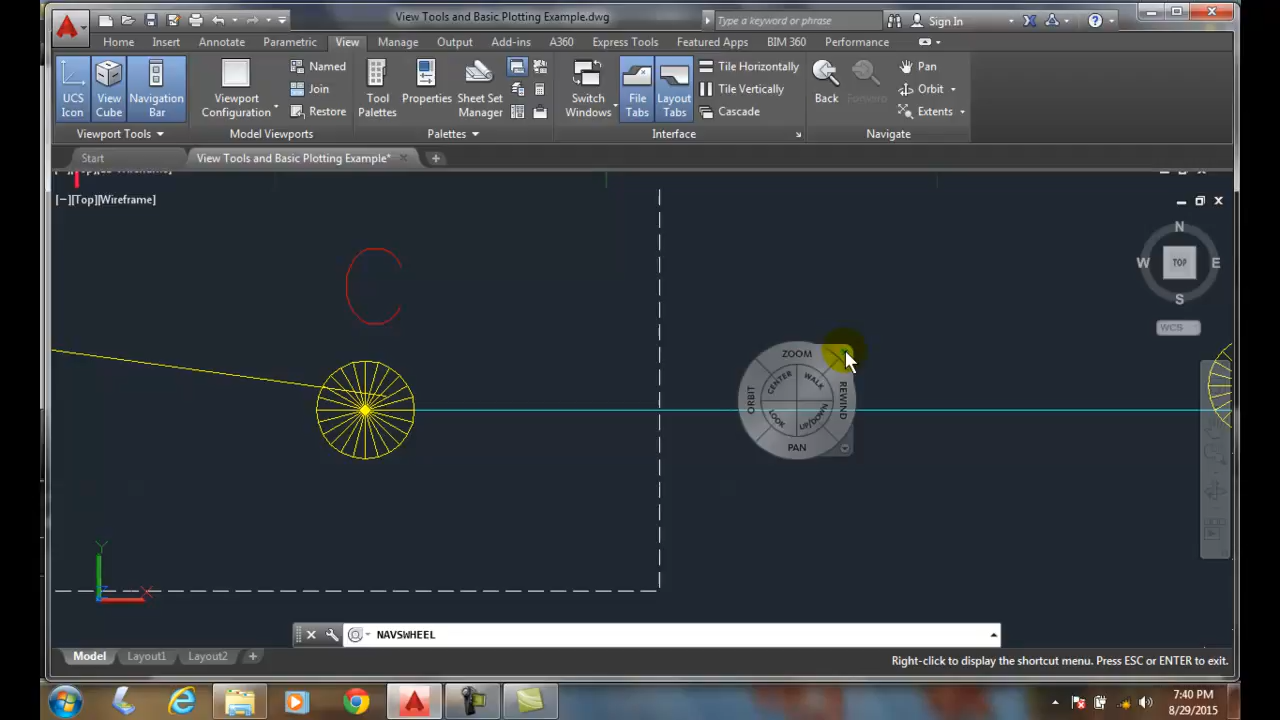 View Tools and Basic Plotting Example.dwg
Type a keyword or phrase
Sign In
Home Insert Annotate Parametric View Manage Output Add-ins A360 Express Tools Featured Apps BIM 360 Performance
UCS Icon
View Cube
Navigation Bar
Viewport Tools
Viewport Configuration
Named
Join
Restore
Model Viewports
Tool Palettes
Properties
Sheet Set Manager
Palettes
Switch Windows
File Tabs
Layout Tabs
Tile Horizontally
Tile Vertically
Cascade
Interface
Back
Forward
Pan
Orbit
Extents
Navigate
Start
View Tools and Basic Plotting Example*
[−][Top][Wireframe]
N
W TOP E
S
WCS
C
ZOOM
CENTER WALK
ORBIT REWIND
LOOK UP/DOWN
PAN
Y
X
NAVSWHEEL
Model Layout1 Layout2
Right-click to display the shortcut menu. Press ESC or ENTER to exit.
7:40 PM
8/29/2015